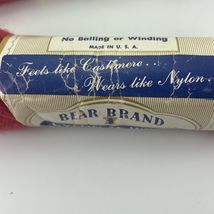 No Balling or Winding
MADE IN U. S. A.
Feels like Cashmere . .
Wears like Nylon .
BEAR BRAND